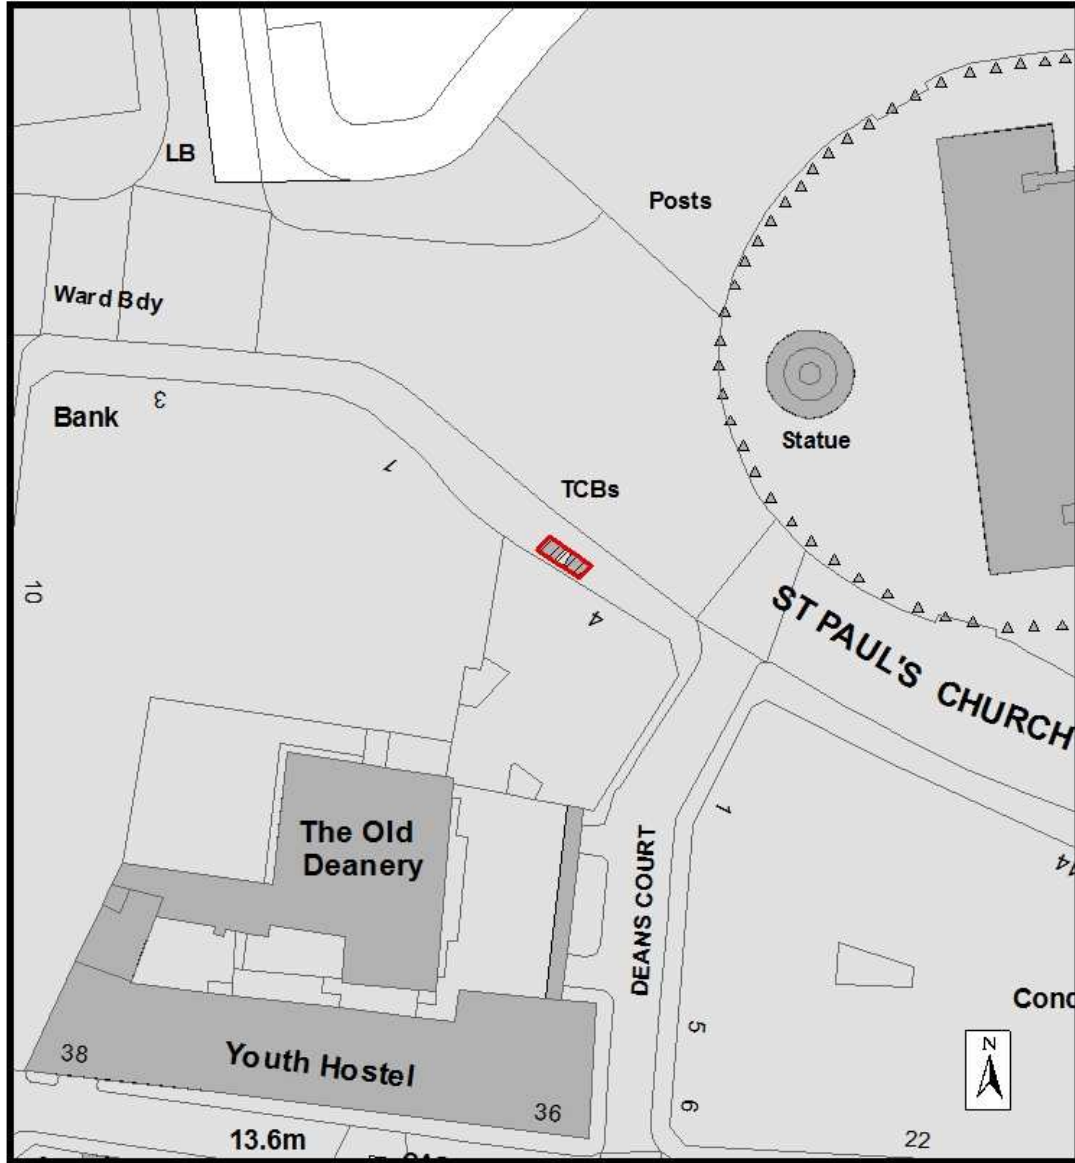 LB
Posts
Ward Bdy
Bank
3
1
Statue
TCBs
10
4
ST PAUL'S CHURCH
1
14
The Old
Deanery
DEANS COURT
Cond
5
Youth Hostel
38
36
6
22
13.6m
N